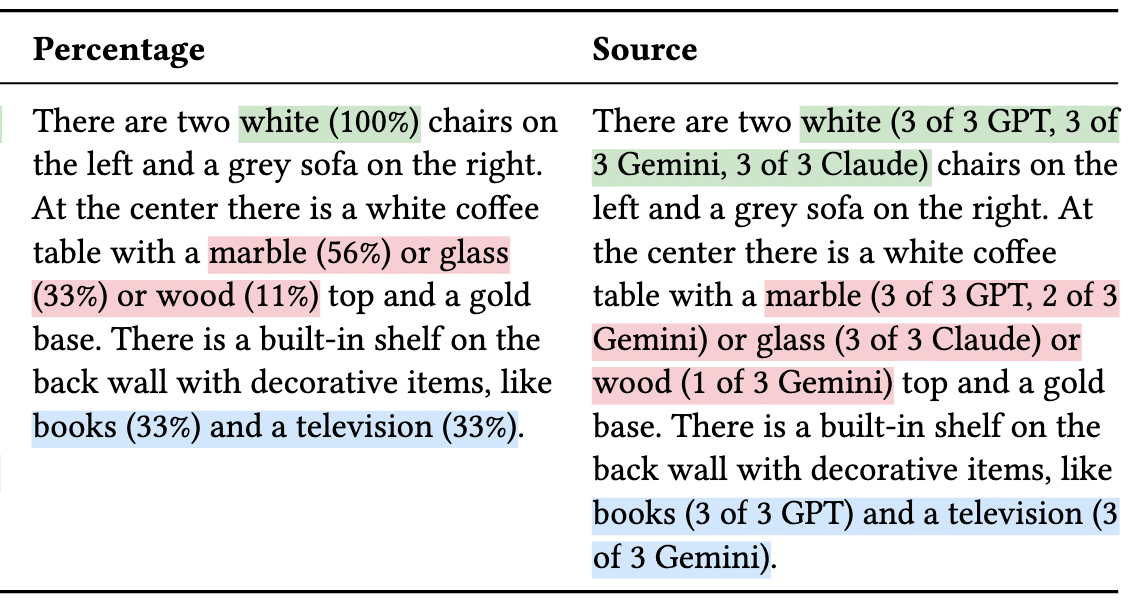 Percentage
There are two white (100%) chairs on
the left and a grey sofa on the right.
At the center there is a white coffee
table with a marble (56%) or glass
(33%) or wood (11%) top and a gold
base. There is a built-in shelf on the
back wall with decorative items, like
books (33%) and a television (33%).
Source
There are two white (3 of 3 GPT, 3 of
3 Gemini, 3 of 3 Claude) chairs on the
left and a grey sofa on the right. At
the center there is a white coffee
table with a marble (3 of 3 GPT, 2 of 3
Gemini) or glass (3 of 3 Claude) or
wood (1 of 3 Gemini) top and a gold
base. There is a built-in shelf on the
back wall with decorative items, like
books (3 of 3 GPT) and a television (3
of 3 Gemini).